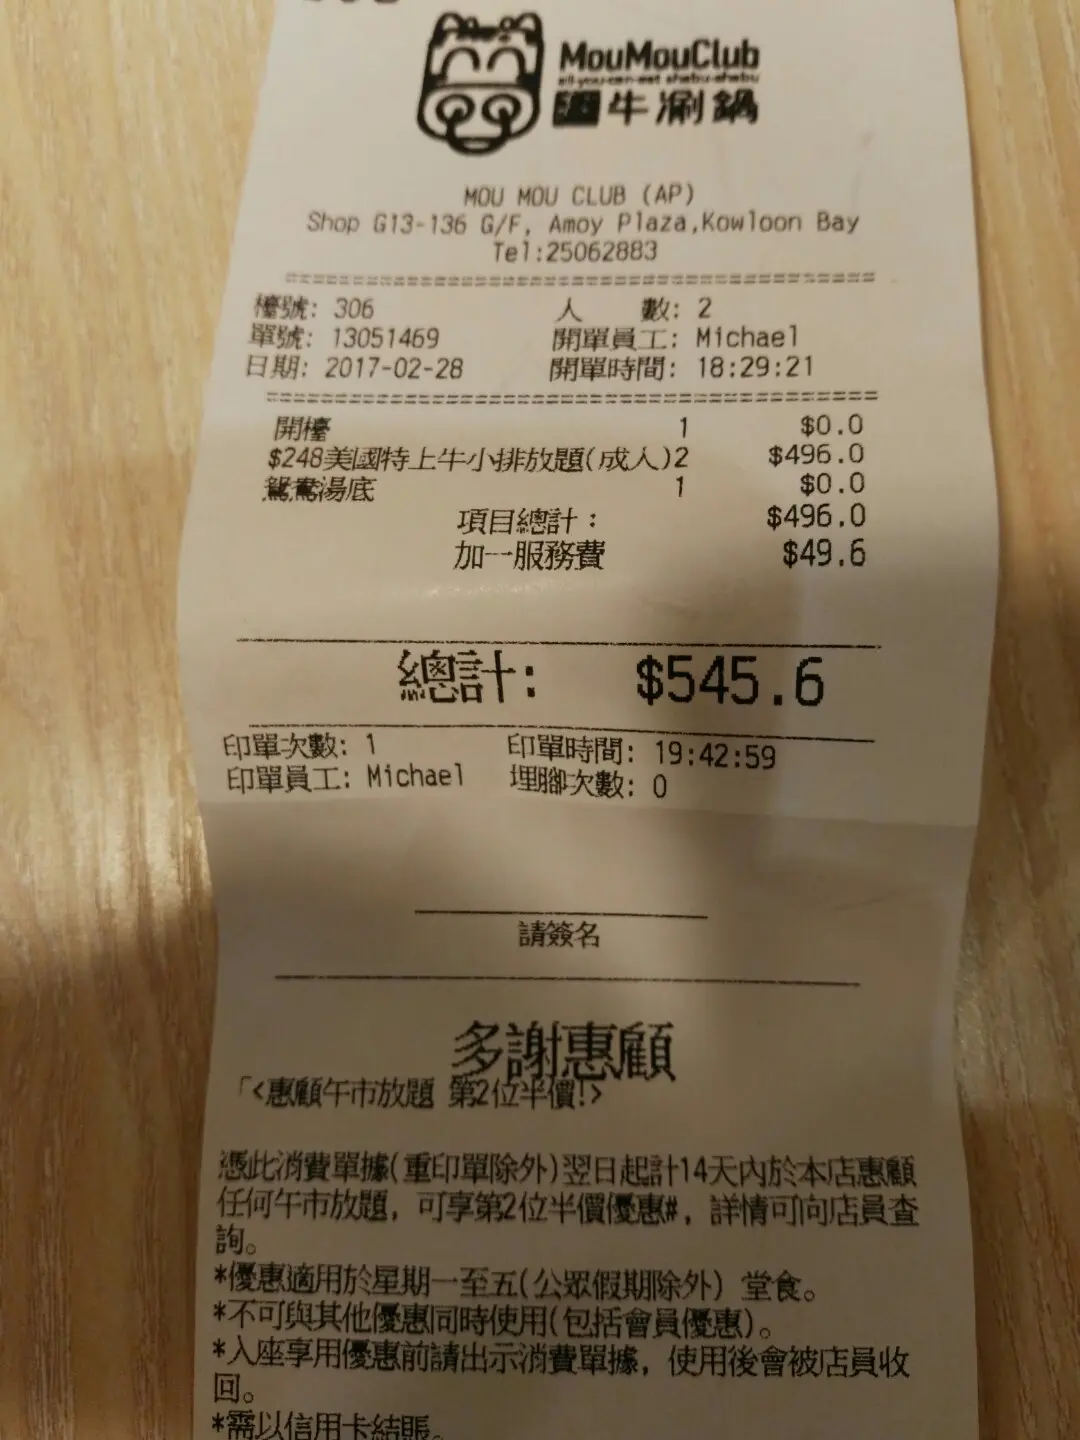 MouMouClub
all-you-can-eat shabu-shabu
牛涮鍋
MOU MOU CLUB (AP)
Shop G13-136 G/F, Amoy Plaza,Kowloon Bay
Tel:25062883
檯號: 306 人 數: 2
單號: 13051469 開單員工: Michael
日期: 2017-02-28 開單時間: 18:29:21
開檯 1 $0.0
$248美國特上牛小排放題(成人)2 $496.0
鴛鴦湯底 1 $0.0
項目總計： $496.0
加一服務費 $49.6
總計: $545.6
印單次數: 1 印單時間: 19:42:59
印單員工: Michael 埋腳次數: 0
請簽名
多謝惠顧
「<惠顧午市放題 第2位半價!>
憑此消費單據(重印單除外)翌日起計14天內於本店惠顧
任何午市放題, 可享第2位半價優惠#, 詳情可向店員查
詢。
*優惠適用於星期一至五(公眾假期除外) 堂食。
*不可與其他優惠同時使用(包括會員優惠)。
*入座享用優惠前請出示消費單據, 使用後會被店員收
回。
*需以信用卡結賬。